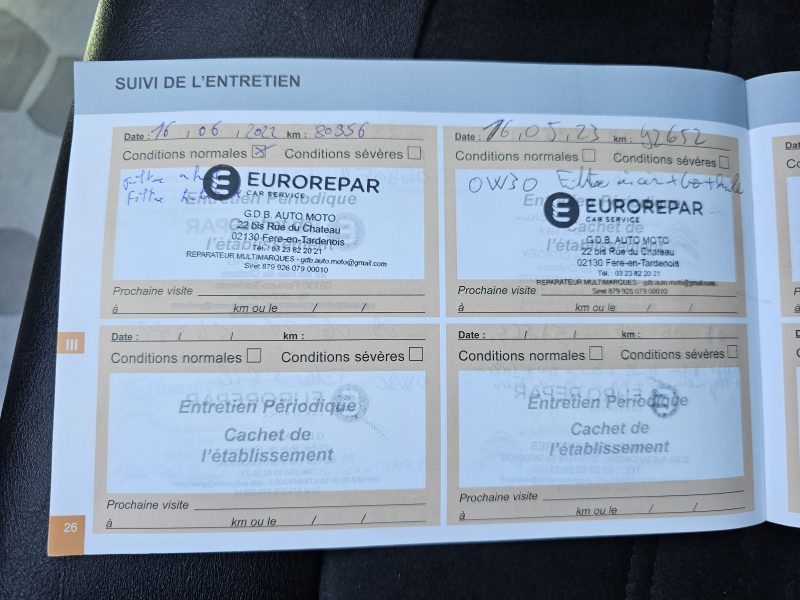 SUIVI DE L'ENTRETIEN
Date : 16 , 06 , 2022 km : 80956
Conditions normales Conditions sévères
Filtre
Filtre
EUROREPAR
CAR SERVICE
Entretien Périodique
G.D.B. AUTO MOTO
22 bis Rue du Chateau
02130 Fere-en-Tardenois
Tél. : 03 23 82 20 21
REPARATEUR MULTIMARQUES - gdb.auto.moto@gmail.com
Siret 879 926 079 00010
Prochaine visite
à km ou le / /
Date : 16, 05, 23 km : 92652
Conditions normales Conditions sévères
0W30
EUROREPAR
CAR SERVICE
G.D.B. AUTO MOTO
22 bis Rue du Chateau
02130 Fere-en-Tardenois
Tél. : 03 23 82 20 21
REPARATEUR MULTIMARQUES - gdb.auto.moto@gmail.com
Siret 879 926 079 00010
Prochaine visite
à km ou le / /
III
Date : / / km :
Conditions normales Conditions sévères
Entretien Périodique
Cachet de
l'établissement
Prochaine visite
à km ou le / /
Date : / / km :
Conditions normales Conditions sévères
Entretien Périodique
Cachet de
l'établissement
Prochaine visite
à km ou le / /
26